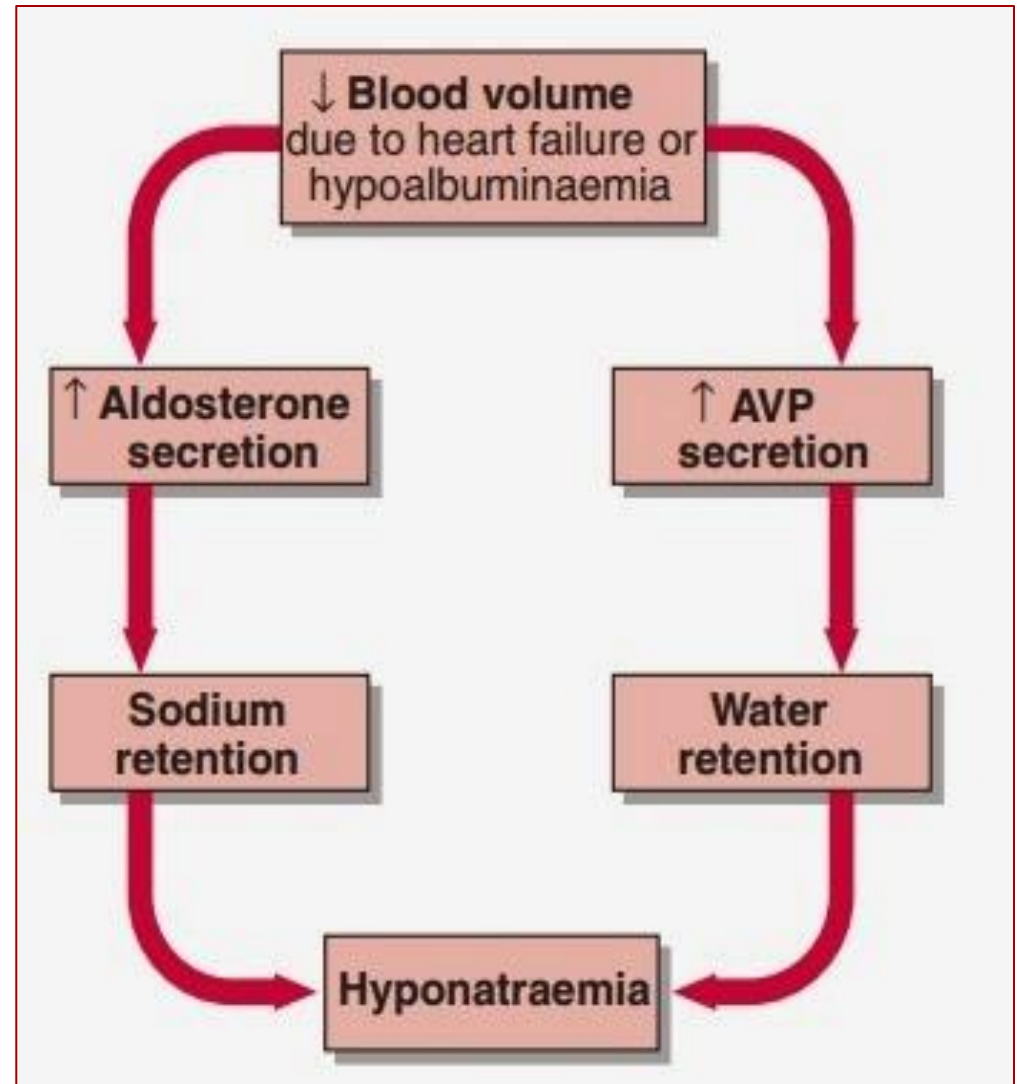 ↓ Blood volume
due to heart failure or
hypoalbuminaemia
↑ Aldosterone
secretion
↑ AVP
secretion
Sodium
retention
Water
retention
Hyponatraemia